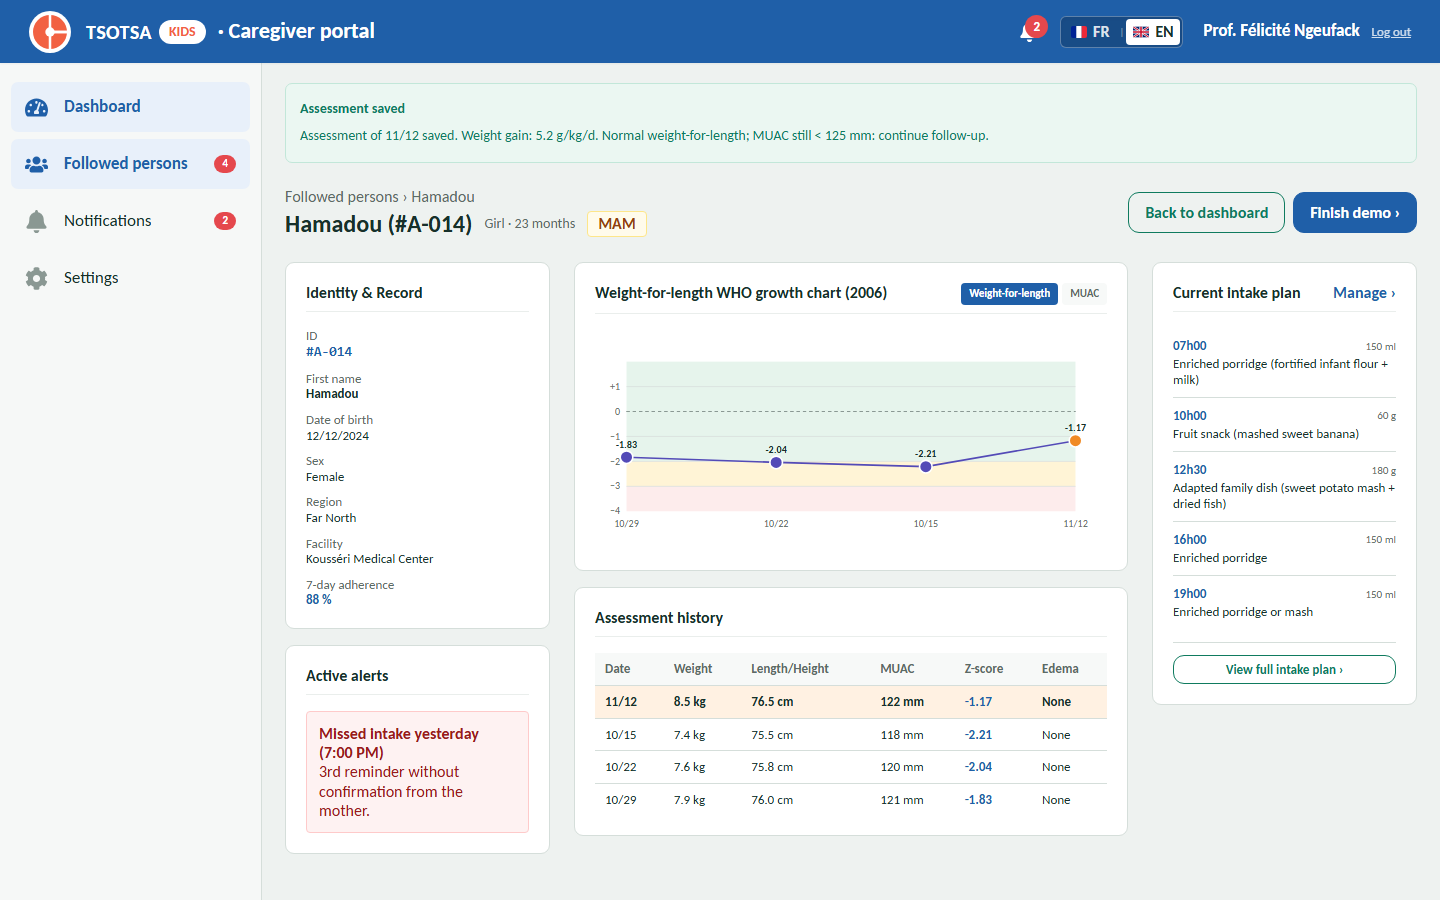 TSOTSA KIDS · Caregiver portal
2
FR | EN
Prof. Félicité Ngeufack Log out
Dashboard
Followed persons 4
Notifications 2
Settings
Assessment saved
Assessment of 11/12 saved. Weight gain: 5.2 g/kg/d. Normal weight-for-length; MUAC still < 125 mm: continue follow-up.
Followed persons › Hamadou
Hamadou (#A-014) Girl · 23 months MAM
Back to dashboard
Finish demo ›
Identity & Record
ID
#A-014
First name
Hamadou
Date of birth
12/12/2024
Sex
Female
Region
Far North
Facility
Kousséri Medical Center
7-day adherence
88 %
Active alerts
Missed intake yesterday
(7:00 PM)
3rd reminder without
confirmation from the
mother.
Weight-for-length WHO growth chart (2006)
Weight-for-length MUAC
+1
0
−1
−2
−3
−4
-1.83
-2.04
-2.21
-1.17
10/29 10/22 10/15 11/12
Assessment history
Date Weight Length/Height MUAC Z-score Edema
11/12 8.5 kg 76.5 cm 122 mm -1.17 None
10/15 7.4 kg 75.5 cm 118 mm -2.21 None
10/22 7.6 kg 75.8 cm 120 mm -2.04 None
10/29 7.9 kg 76.0 cm 121 mm -1.83 None
Current intake plan Manage ›
07h00 150 ml
Enriched porridge (fortified infant flour +
milk)
10h00 60 g
Fruit snack (mashed sweet banana)
12h30 180 g
Adapted family dish (sweet potato mash +
dried fish)
16h00 150 ml
Enriched porridge
19h00 150 ml
Enriched porridge or mash
View full intake plan ›